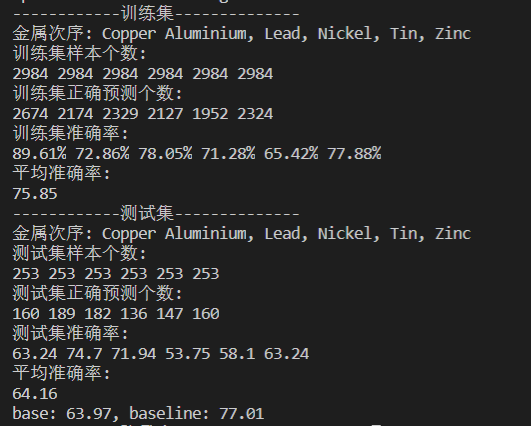 ------------训练集--------------
金属次序: Copper Aluminium, Lead, Nickel, Tin, Zinc
训练集样本个数:
2984 2984 2984 2984 2984 2984
训练集正确预测个数:
2674 2174 2329 2127 1952 2324
训练集准确率:
89.61% 72.86% 78.05% 71.28% 65.42% 77.88%
平均准确率:
75.85
------------测试集--------------
金属次序: Copper Aluminium, Lead, Nickel, Tin, Zinc
测试集样本个数:
253 253 253 253 253 253
测试集正确预测个数:
160 189 182 136 147 160
测试集准确率:
63.24 74.7 71.94 53.75 58.1 63.24
平均准确率:
64.16
base: 63.97, baseline: 77.01